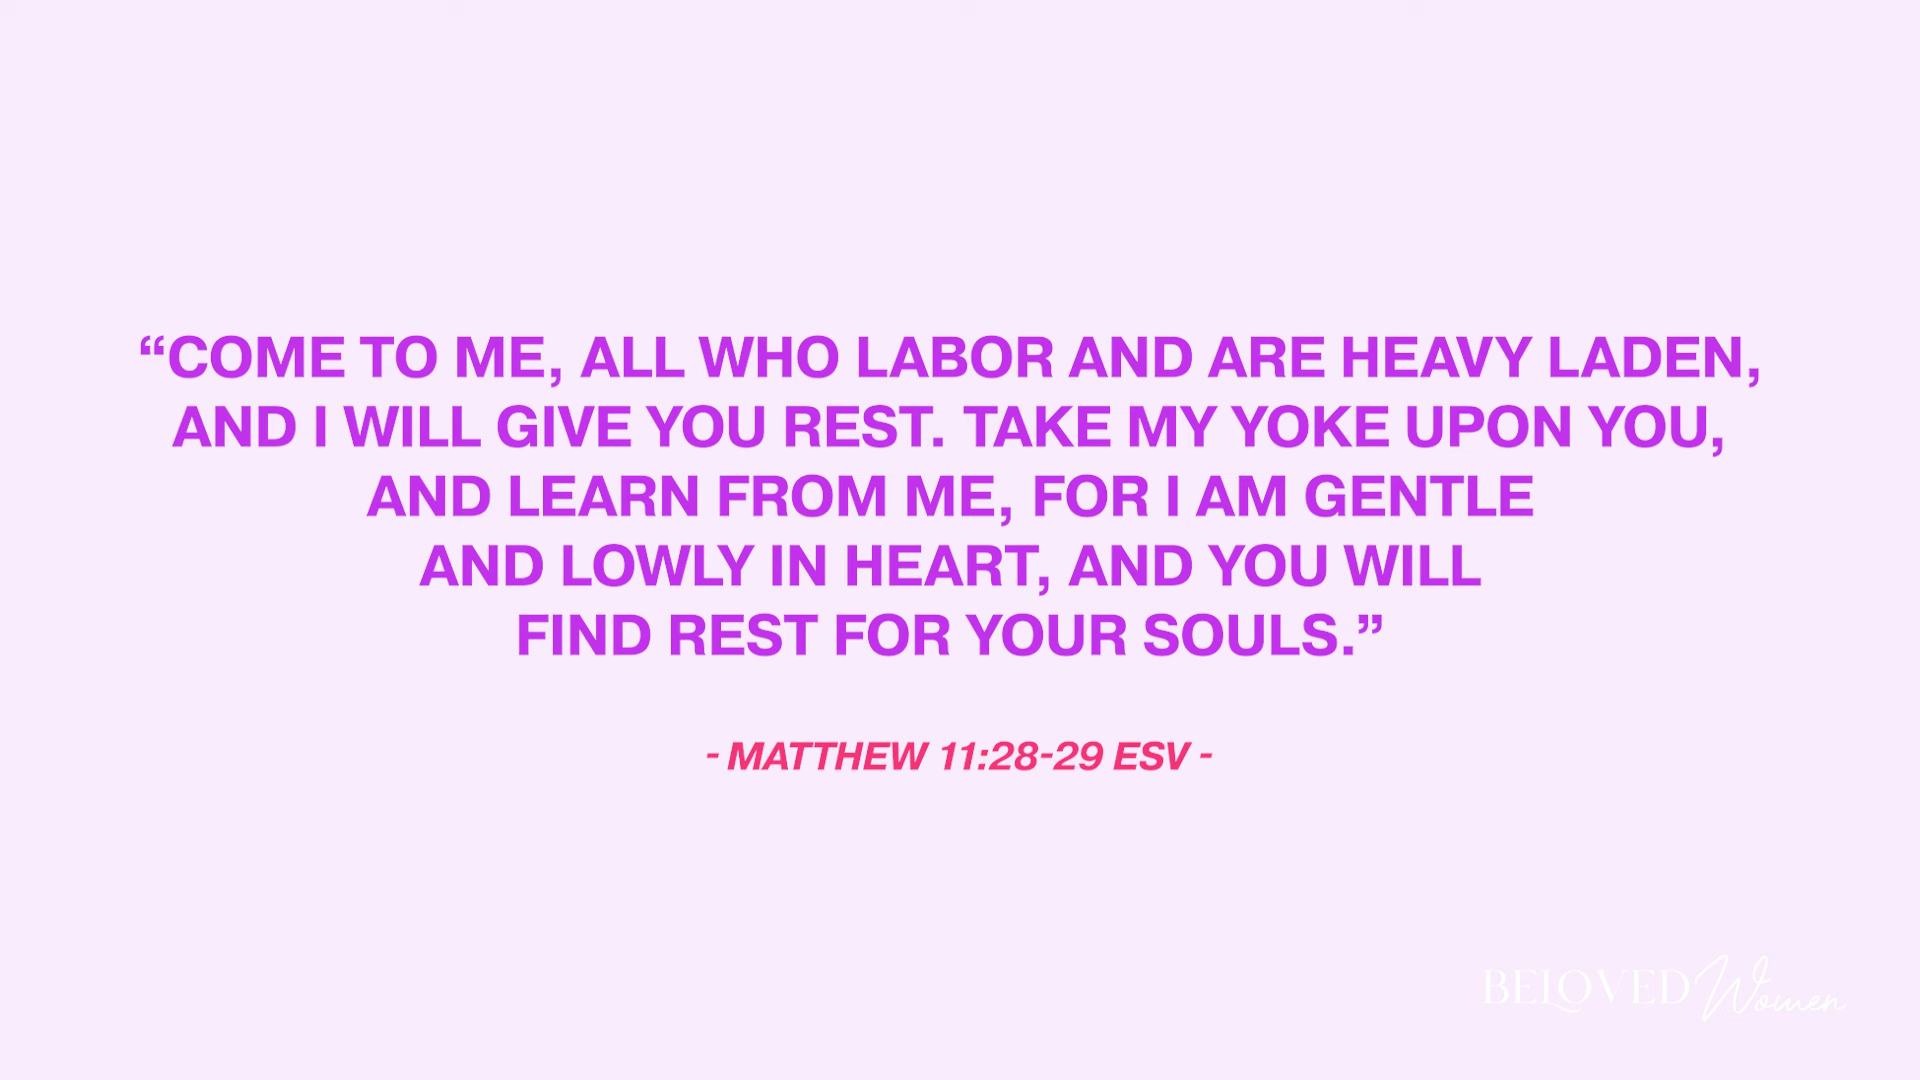 “COME TO ME, ALL WHO LABOR AND ARE HEAVY LADEN,
AND I WILL GIVE YOU REST. TAKE MY YOKE UPON YOU,
AND LEARN FROM ME, FOR I AM GENTLE
AND LOWLY IN HEART, AND YOU WILL
FIND REST FOR YOUR SOULS.”
- MATTHEW 11:28-29 ESV -
BELOVED Women